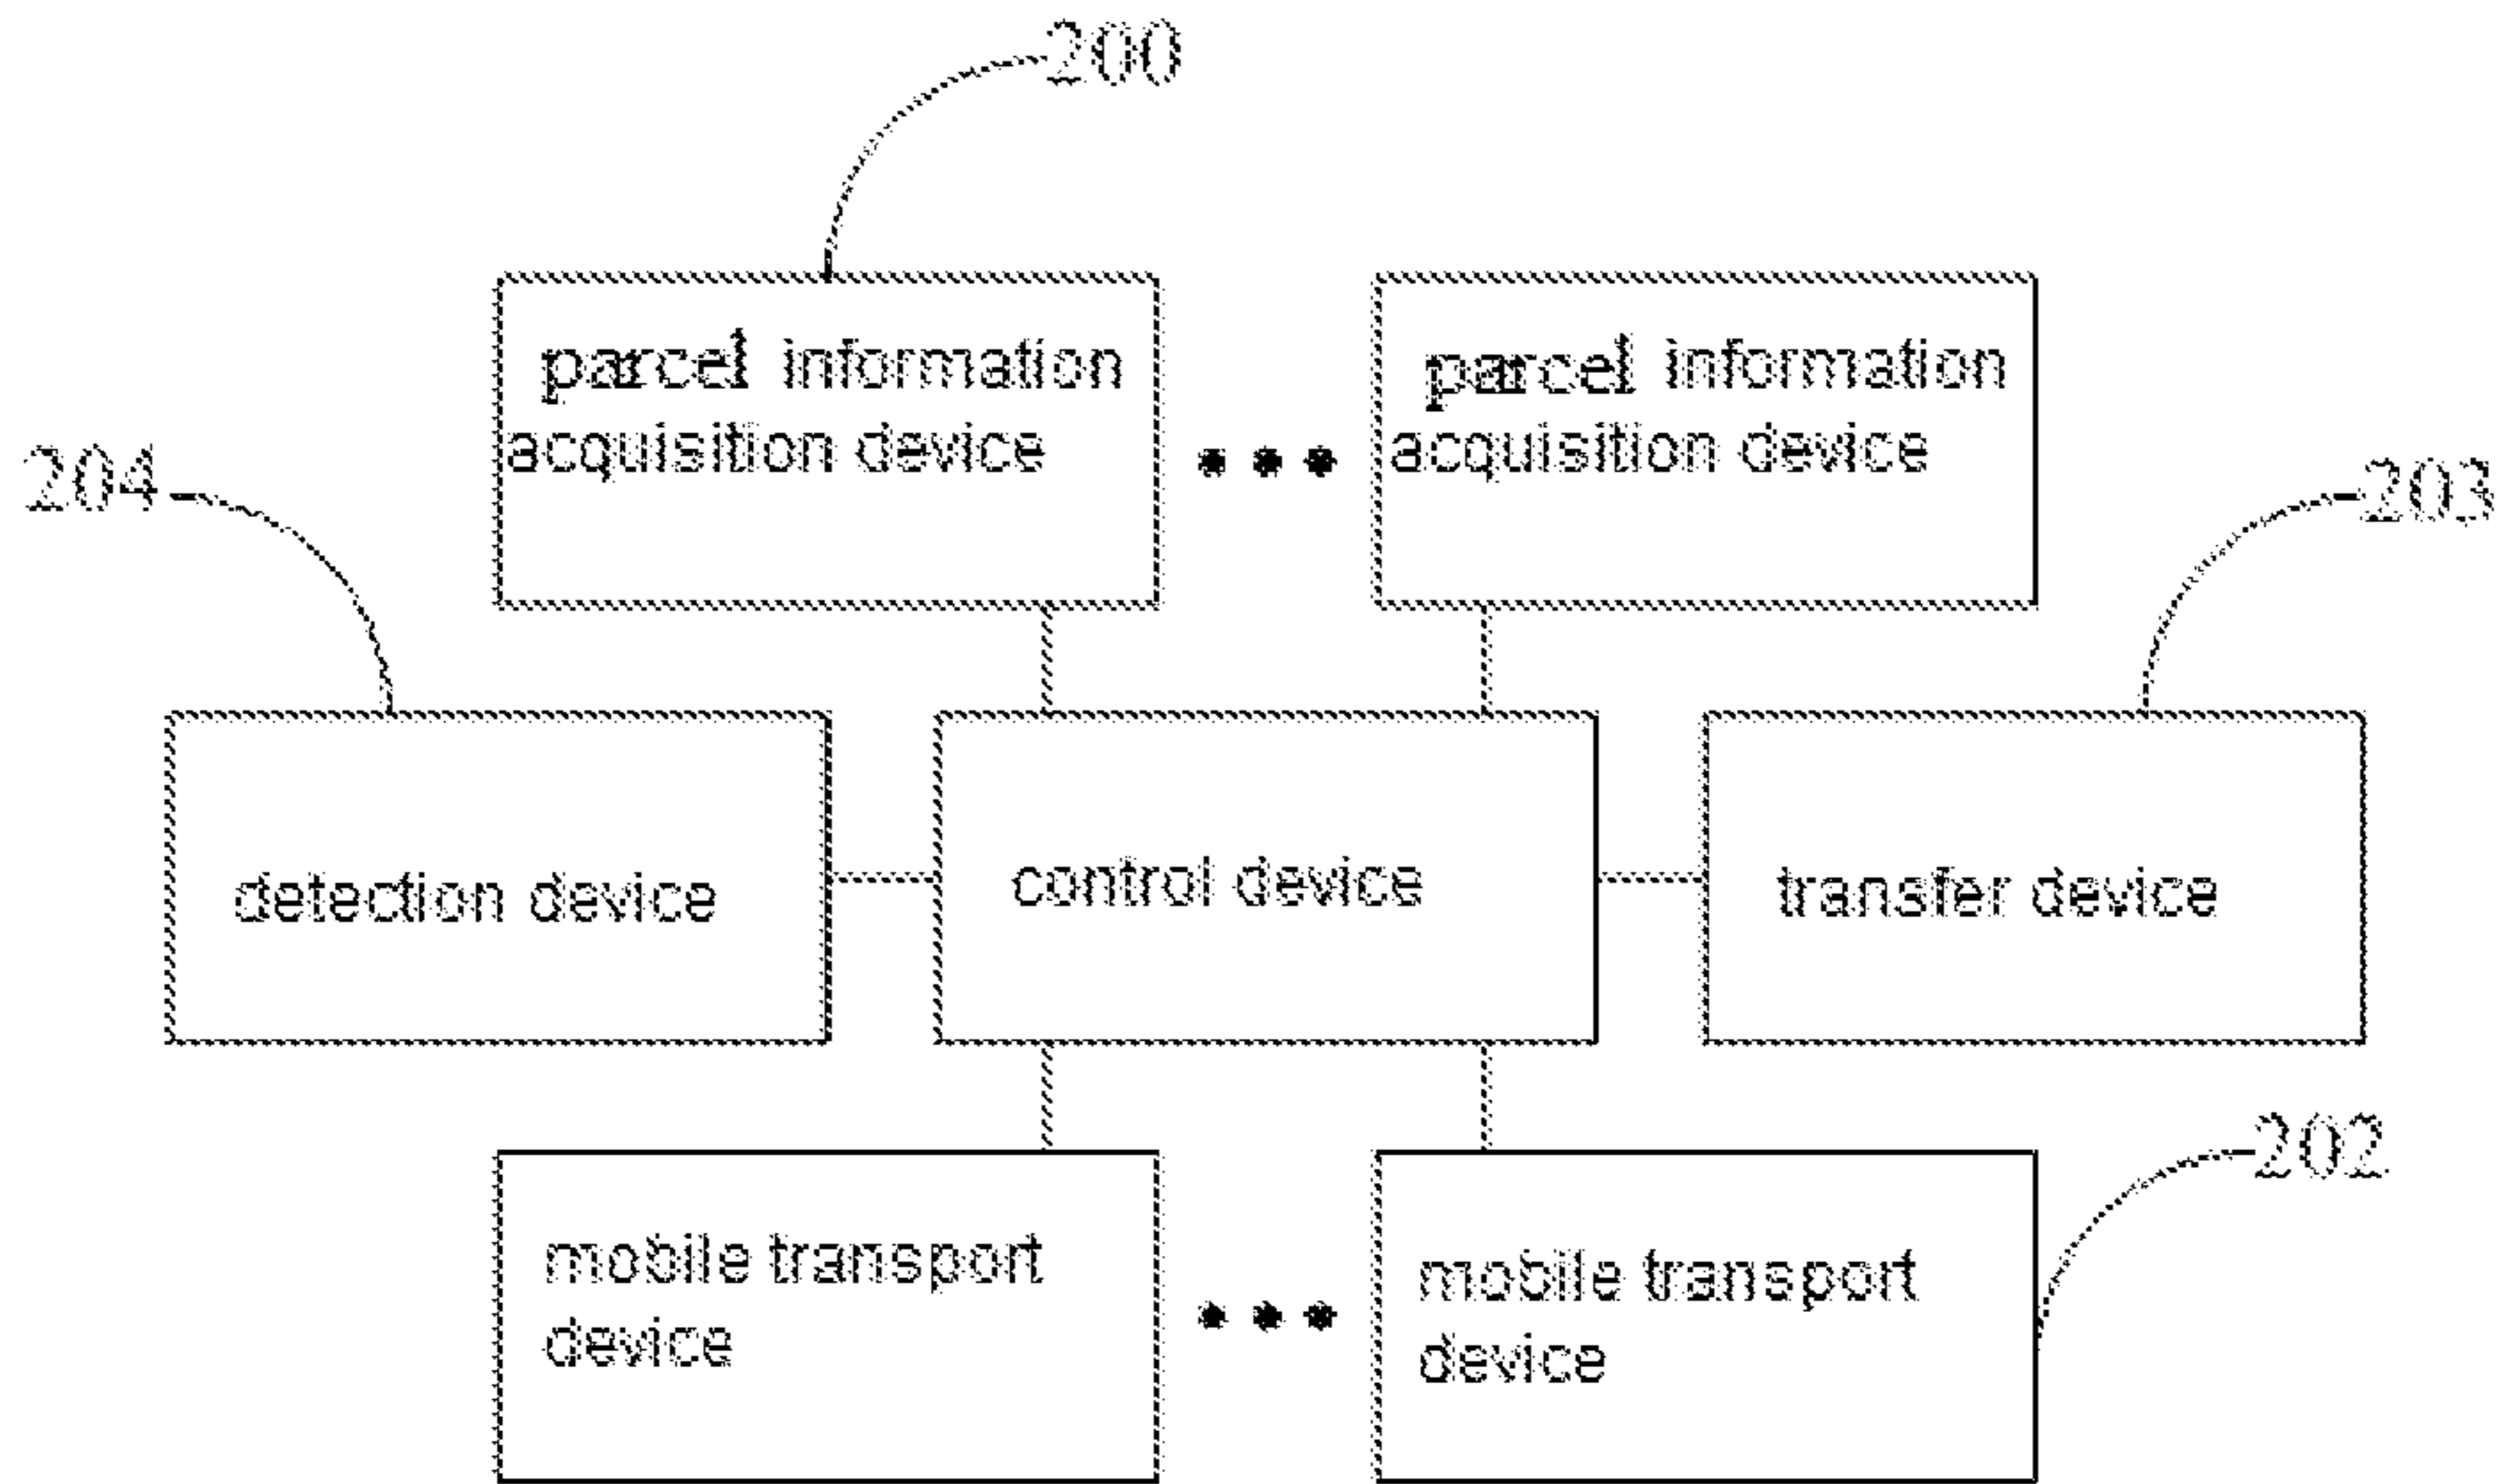 200
parcel information
acquisition device
parcel information
acquisition device
204
203
detection device
control device
transfer device
202
mobile transport
device
mobile transport
device